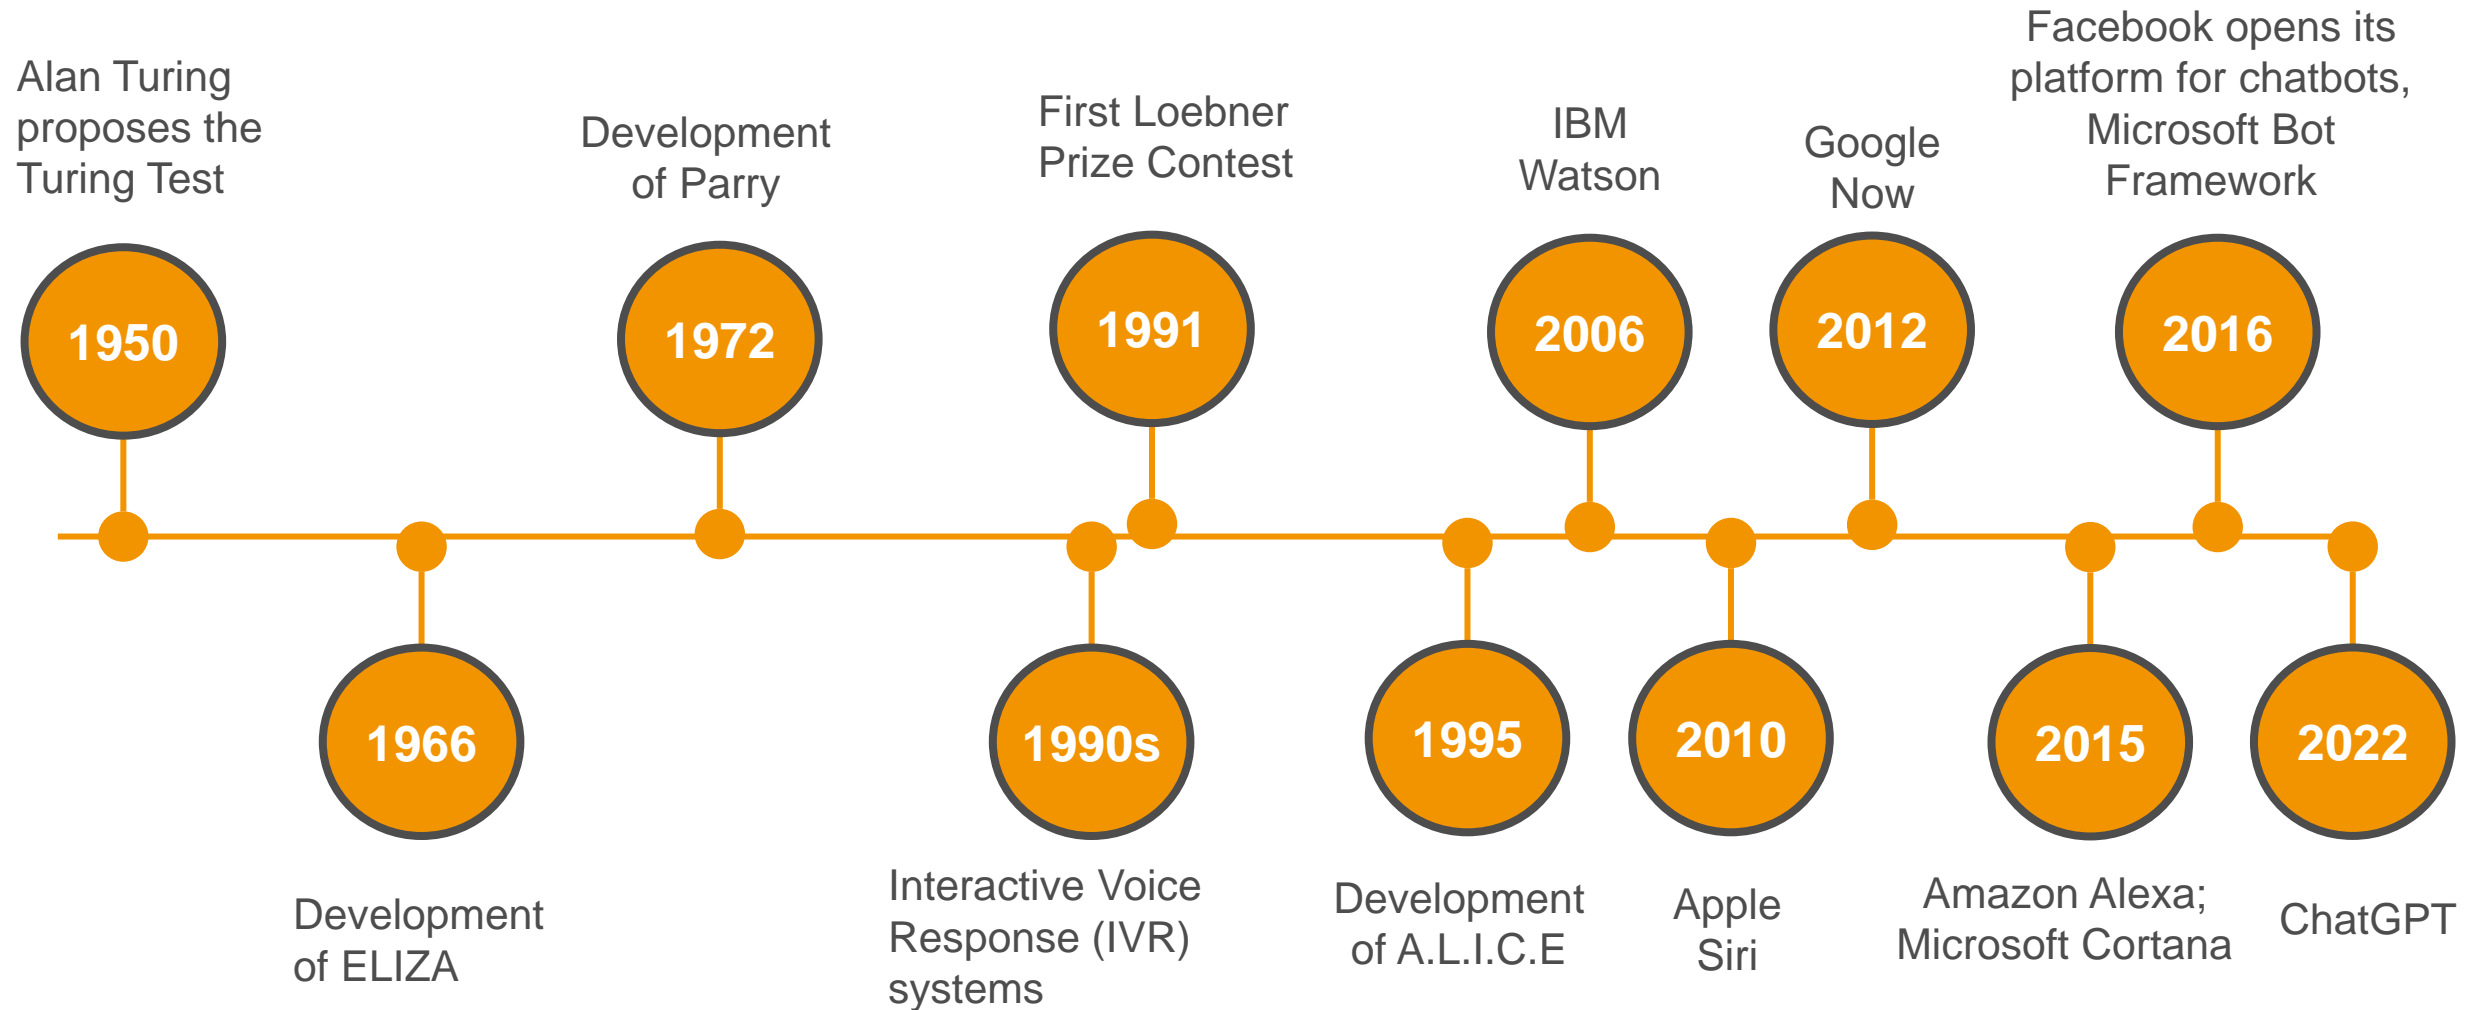 Alan Turing
proposes the
Turing Test
1950
Development
of ELIZA
1966
Development
of Parry
1972
Interactive Voice
Response (IVR)
systems
1990s
First Loebner
Prize Contest
1991
Development
of A.L.I.C.E
1995
IBM
Watson
2006
Apple
Siri
2010
Google
Now
2012
Amazon Alexa;
Microsoft Cortana
2015
Facebook opens its
platform for chatbots,
Microsoft Bot
Framework
2016
ChatGPT
2022